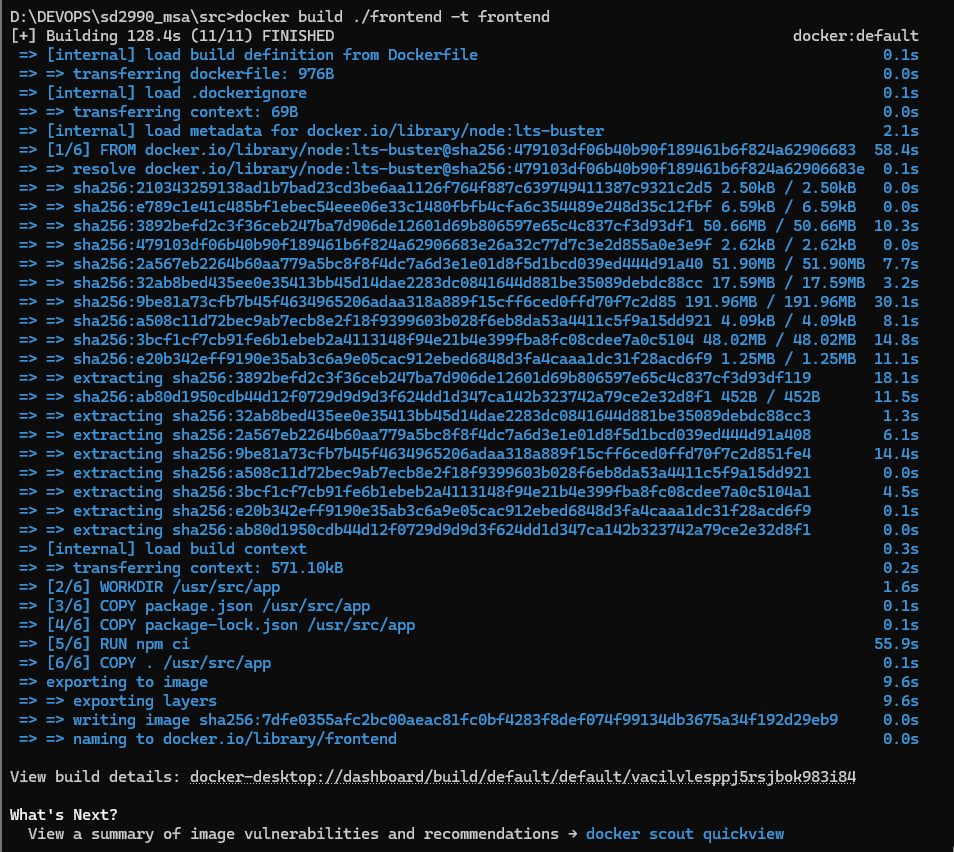 D:\DEVOPS\sd2990_msa\src>docker build ./frontend -t frontend
[+] Building 128.4s (11/11) FINISHED docker:default
=> [internal] load build definition from Dockerfile 0.1s
=> => transferring dockerfile: 976B 0.0s
=> [internal] load .dockerignore 0.1s
=> => transferring context: 69B 0.0s
=> [internal] load metadata for docker.io/library/node:lts-buster 2.1s
=> [1/6] FROM docker.io/library/node:lts-buster@sha256:479103df06b40b90f189461b6f824a62906683 58.4s
=> => resolve docker.io/library/node:lts-buster@sha256:479103df06b40b90f189461b6f824a62906683e 0.1s
=> => sha256:210343259138ad1b7bad23cd3be6aa1126f764f887c639749411387c9321c2d5 2.50kB / 2.50kB 0.0s
=> => sha256:e789c1e41c485bf1ebec54eee06e33c1480fbfb4cfa6c354489e248d35c12fbf 6.59kB / 6.59kB 0.0s
=> => sha256:3892befd2c3f36ceb247ba7d906de12601d69b806597e65c4c837cf3d93df1 50.66MB / 50.66MB 10.3s
=> => sha256:479103df06b40b90f189461b6f824a62906683e26a32c77d7c3e2d855a0e3e9f 2.62kB / 2.62kB 0.0s
=> => sha256:2a567eb2264b60aa779a5bc8f8f4dc7a6d3e1e01d8f5d1bcd039ed444d91a40 51.90MB / 51.90MB 7.7s
=> => sha256:32ab8bed435ee0e35413bb45d14dae2283dc0841644d881be35089debdc88cc 17.59MB / 17.59MB 3.2s
=> => sha256:9be81a73cfb7b45f4634965206adaa318a889f15cff6ced0ffd70f7c2d85 191.96MB / 191.96MB 30.1s
=> => sha256:a508c11d72bec9ab7ecb8e2f18f9399603b028f6eb8da53a4411c5f9a15dd921 4.09kB / 4.09kB 8.1s
=> => sha256:3bcf1cf7cb91fe6b1ebeb2a4113148f94e21b4e399fba8fc08cdee7a0c5104 48.02MB / 48.02MB 14.8s
=> => sha256:e20b342eff9190e35ab3c6a9e05cac912ebed6848d3fa4caaa1dc31f28acd6f9 1.25MB / 1.25MB 11.1s
=> => extracting sha256:3892befd2c3f36ceb247ba7d906de12601d69b806597e65c4c837cf3d93df119 18.1s
=> => sha256:ab80d1950cdb44d12f0729d9d9d3f624dd1d347ca142b323742a79ce2e32d8f1 452B / 452B 11.5s
=> => extracting sha256:32ab8bed435ee0e35413bb45d14dae2283dc0841644d881be35089debdc88cc3 1.3s
=> => extracting sha256:2a567eb2264b60aa779a5bc8f8f4dc7a6d3e1e01d8f5d1bcd039ed444d91a408 6.1s
=> => extracting sha256:9be81a73cfb7b45f4634965206adaa318a889f15cff6ced0ffd70f7c2d851fe4 14.4s
=> => extracting sha256:a508c11d72bec9ab7ecb8e2f18f9399603b028f6eb8da53a4411c5f9a15dd921 0.0s
=> => extracting sha256:3bcf1cf7cb91fe6b1ebeb2a4113148f94e21b4e399fba8fc08cdee7a0c5104a1 4.5s
=> => extracting sha256:e20b342eff9190e35ab3c6a9e05cac912ebed6848d3fa4caaa1dc31f28acd6f9 0.1s
=> => extracting sha256:ab80d1950cdb44d12f0729d9d9d3f624dd1d347ca142b323742a79ce2e32d8f1 0.0s
=> [internal] load build context 0.3s
=> => transferring context: 571.10kB 0.2s
=> [2/6] WORKDIR /usr/src/app 1.6s
=> [3/6] COPY package.json /usr/src/app 0.1s
=> [4/6] COPY package-lock.json /usr/src/app 0.1s
=> [5/6] RUN npm ci 55.9s
=> [6/6] COPY . /usr/src/app 0.1s
=> exporting to image 9.6s
=> => exporting layers 9.6s
=> => writing image sha256:7dfe0355afc2bc00aeac81fc0bf4283f8def074f99134db3675a34f192d29eb9 0.0s
=> => naming to docker.io/library/frontend 0.0s
View build details: docker-desktop://dashboard/build/default/default/vacilvlesppj5rsjbok983i84
What's Next?
View a summary of image vulnerabilities and recommendations → docker scout quickview